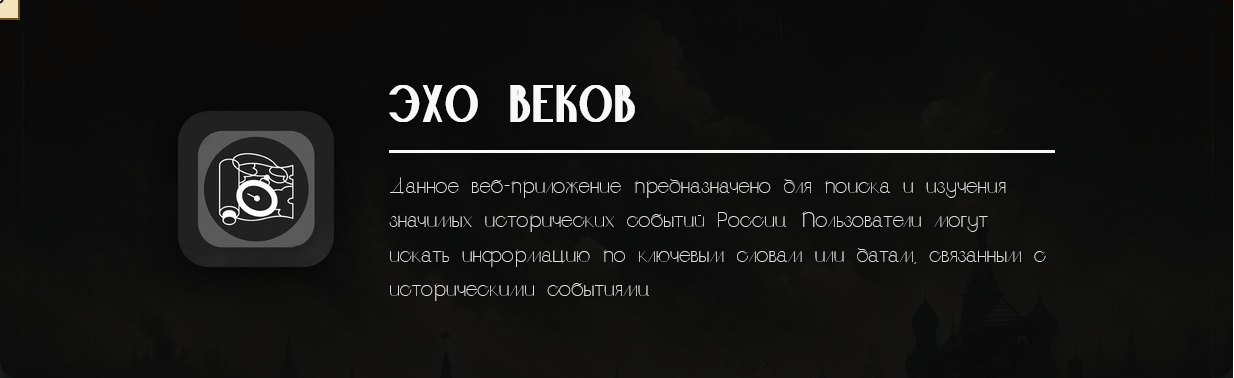 ЭХО ВЕКОВ
Данное веб-приложение предназначено для поиска и изучения
значимых исторических событий России. Пользователи могут
искать информацию по ключевым словам или датам, связанным с
историческими событиями.